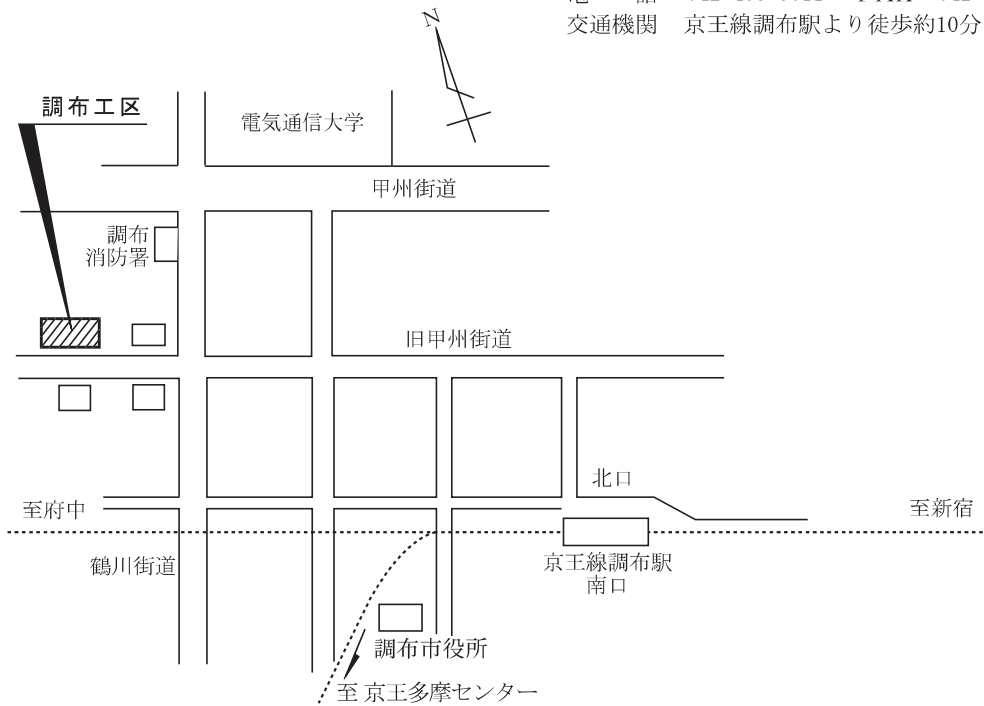 交通機関 京王線調布駅より徒歩約10分
N
調布工区
電気通信大学
甲州街道
調布
消防署
旧甲州街道
北口
至府中
至新宿
京王線調布駅
南口
鶴川街道
調布市役所
至 京王多摩センター